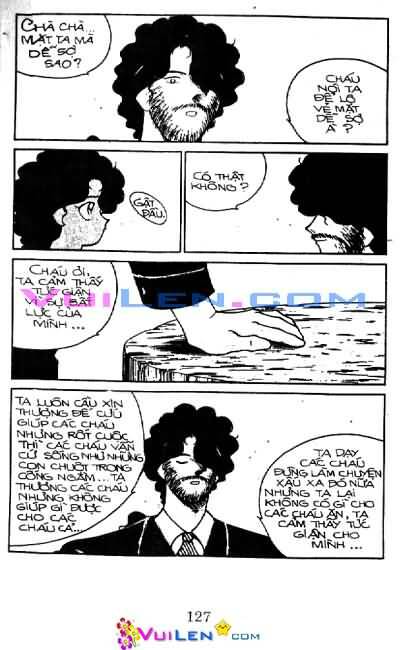 CHÀ CHÀ...
MẶT TA MÀ
DỄ SỢ
SAO?
CHÁU
NÓI TA
ĐỂ LỘ
VẺ MẶT
DỄ SỢ
À?
GẬT
ĐẦU.
CÓ THẬT
KHÔNG?
CHÁU ƠI,
TA CẢM THẤY
TỨC GIẬN
VÌ SỰ BẤT
LỰC CỦA
MÌNH...
VUILEN.COM
TA LUÔN CẦU XIN
THƯỢNG ĐẾ CỨU
GIÚP CÁC CHÁU
NHƯNG RỐT CUỘC
THÌ CÁC CHÁU VẪN
CỨ SỐNG NHƯ NHỮNG
CON CHUỘT TRONG
CỐNG NGẦM... TA
THƯƠNG CÁC CHÁU
NHƯNG KHÔNG
GIÚP GÌ ĐƯỢC
CHO CÁC
CHÁU CẢ...
TA DẠY
CÁC CHÁU
ĐỪNG LÀM CHUYỆN
XẤU XA ĐÓ NỮA
NHƯNG TA LẠI
KHÔNG CÓ GÌ CHO
CÁC CHÁU ĂN, TA
CẢM THẤY TỨC
GIẬN CHO
MÌNH...
127
VUILEN.COM